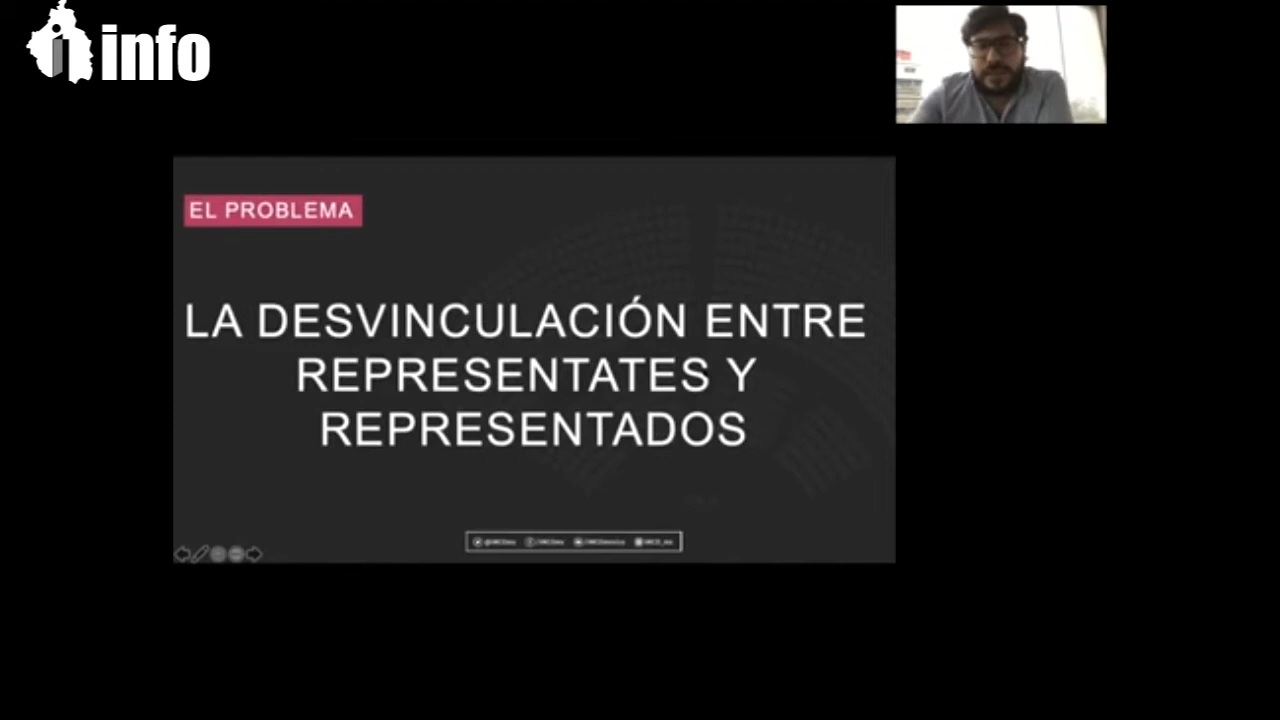 info
EL PROBLEMA
LA DESVINCULACIÓN ENTRE
REPRESENTATES Y
REPRESENTADOS